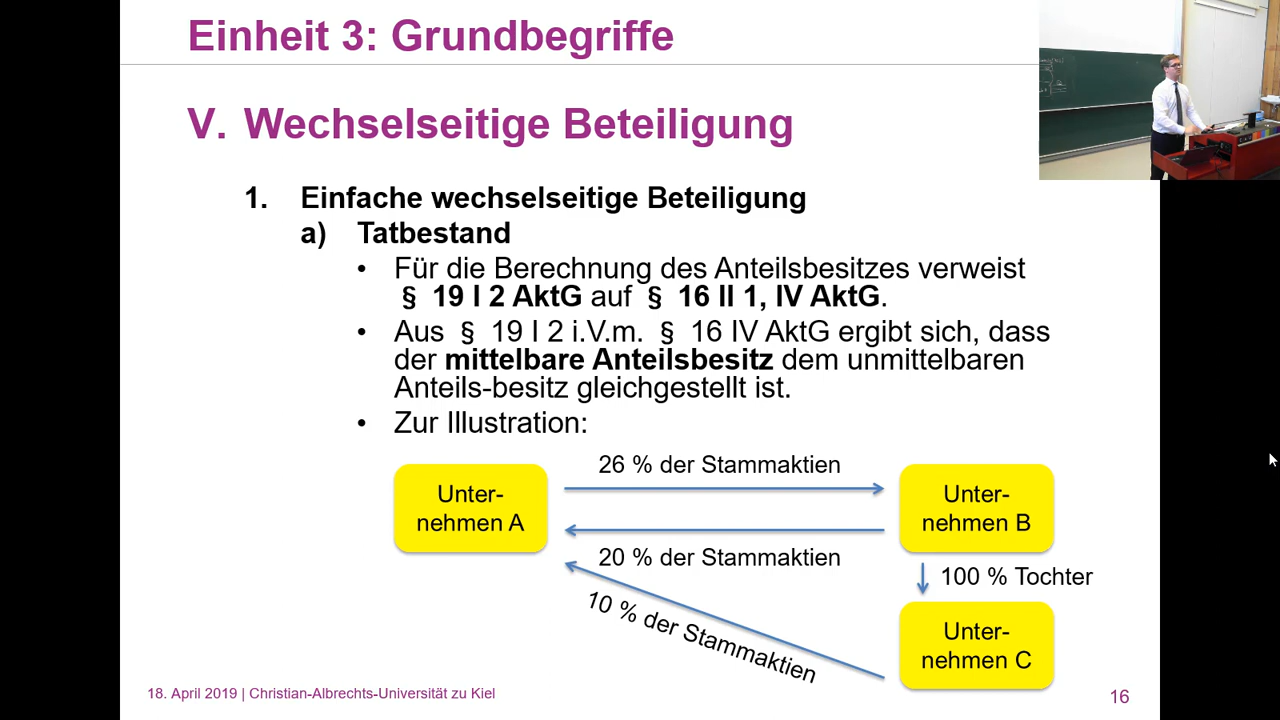 Einheit 3: Grundbegriffe
V. Wechselseitige Beteiligung
1. Einfache wechselseitige Beteiligung
a) Tatbestand
• Für die Berechnung des Anteilsbesitzes verweist
§ 19 I 2 AktG auf § 16 II 1, IV AktG.
• Aus § 19 I 2 i.V.m. § 16 IV AktG ergibt sich, dass
der mittelbare Anteilsbesitz dem unmittelbaren
Anteils-besitz gleichgestellt ist.
• Zur Illustration:
26 % der Stammaktien
Unter-
nehmen A
Unter-
nehmen B
20 % der Stammaktien
100 % Tochter
10 % der Stammaktien
Unter-
nehmen C
18. April 2019 | Christian-Albrechts-Universität zu Kiel
16